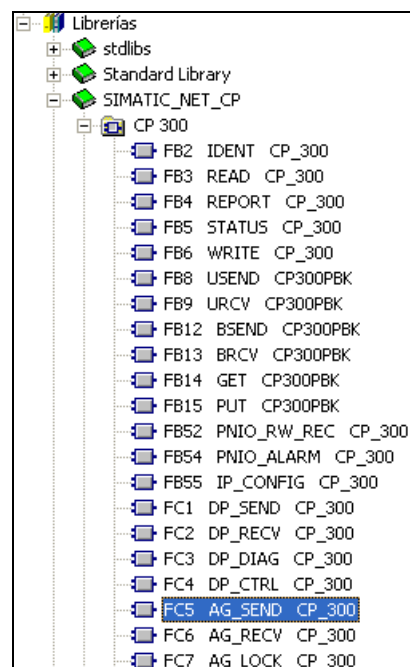 Librerías
stdlibs
Standard Library
SIMATIC_NET_CP
CP 300
FB2 IDENT CP_300
FB3 READ CP_300
FB4 REPORT CP_300
FB5 STATUS CP_300
FB6 WRITE CP_300
FB8 USEND CP300PBK
FB9 URCV CP300PBK
FB12 BSEND CP300PBK
FB13 BRCV CP300PBK
FB14 GET CP300PBK
FB15 PUT CP300PBK
FB52 PNIO_RW_REC CP_300
FB54 PNIO_ALARM CP_300
FB55 IP_CONFIG CP_300
FC1 DP_SEND CP_300
FC2 DP_RECV CP_300
FC3 DP_DIAG CP_300
FC4 DP_CTRL CP_300
FC5 AG_SEND CP_300
FC6 AG_RECV CP_300
FC7 AG_LOCK CP_300